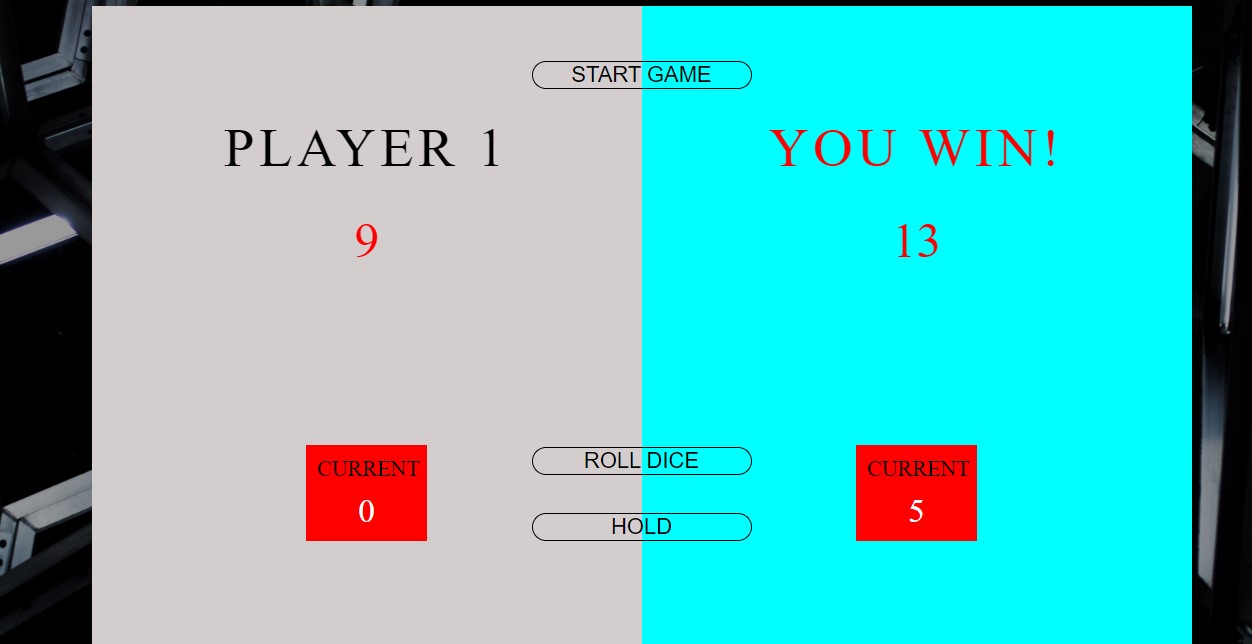 START GAME
PLAYER 1
YOU WIN!
9
13
CURRENT
0
ROLL DICE
HOLD
CURRENT
5